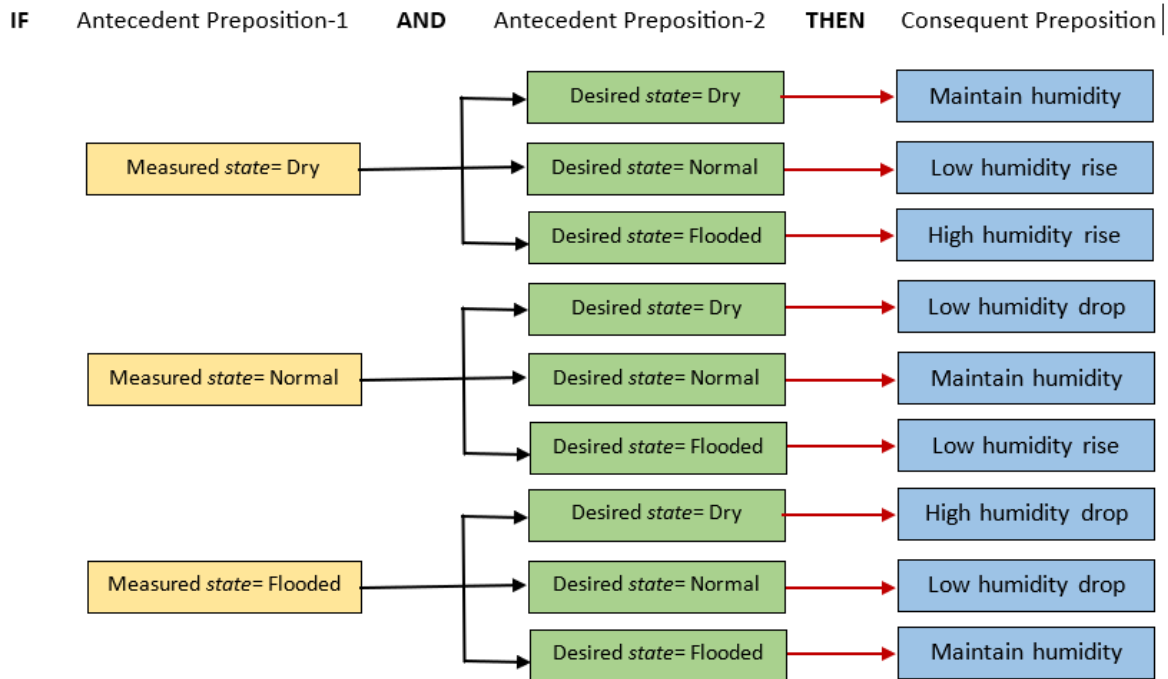 IF Antecedent Preposition-1 AND Antecedent Preposition-2 THEN Consequent Preposition
Desired state= Dry Maintain humidity
Measured state= Dry Desired state= Normal Low humidity rise
Desired state= Flooded High humidity rise
Desired state= Dry Low humidity drop
Measured state= Normal Desired state= Normal Maintain humidity
Desired state= Flooded Low humidity rise
Desired state= Dry High humidity drop
Measured state= Flooded Desired state= Normal Low humidity drop
Desired state= Flooded Maintain humidity